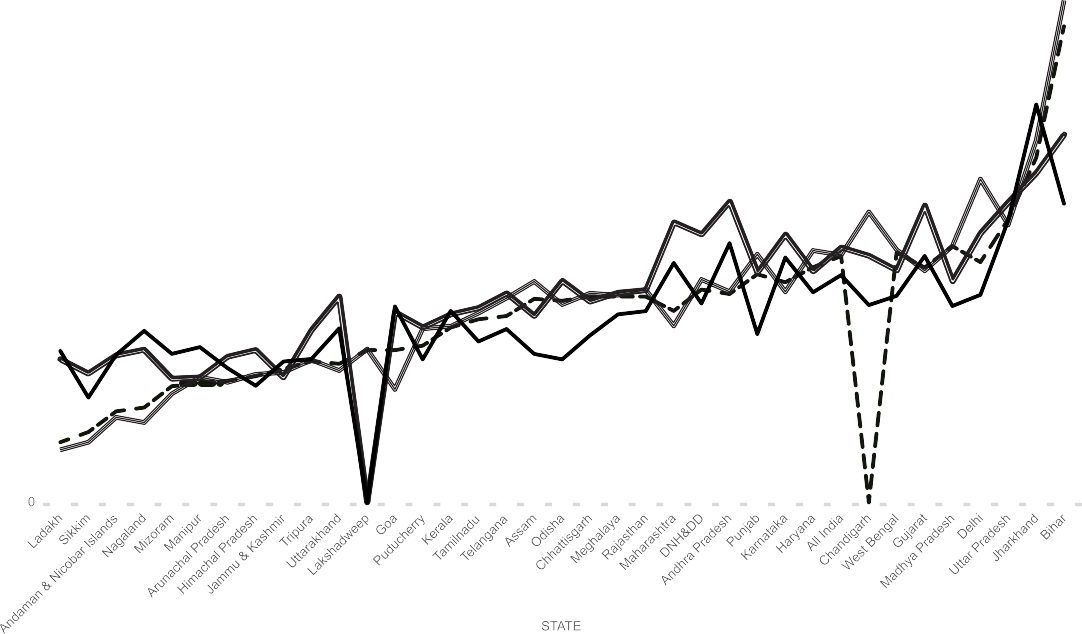 0
Ladakh
Sikkim
Andaman & Nicobar Islands
Nagaland
Mizoram
Manipur
Arunachal Pradesh
Himachal Pradesh
Jammu & Kashmir
Tripura
Uttarakhand
Lakshadweep
Goa
Puducherry
Kerala
Tamilnadu
Telangana
Assam
Odisha
Chhattisgarh
Meghalaya
Rajasthan
Maharashtra
DNH&DD
Andhra Pradesh
Punjab
Karnataka
Haryana
All India
Chandigarh
West Bengal
Gujarat
Madhya Pradesh
Delhi
Uttar Pradesh
Jharkhand
Bihar
STATE